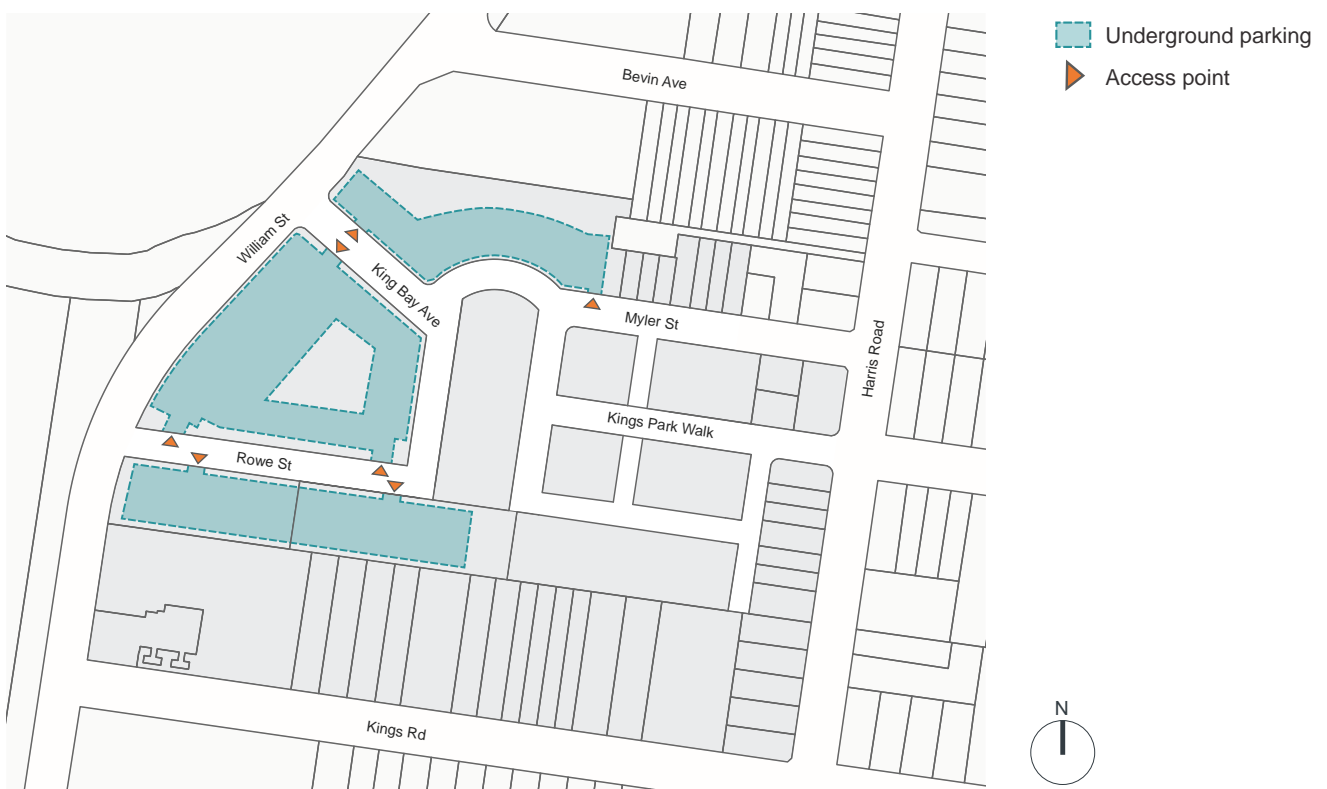 Underground parking
Access point
Bevin Ave
William St
King Bay Ave
Myler St
Harris Road
Kings Park Walk
Rowe St
Kings Rd
N